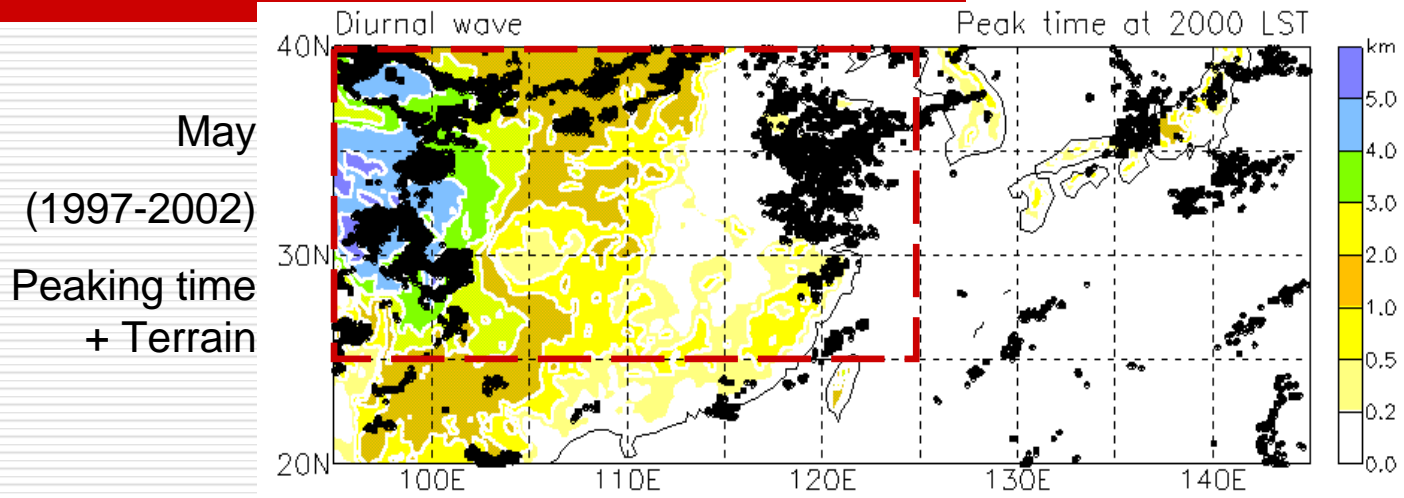 Diurnal wave Peak time at 2000 LST
May
(1997-2002)
Peaking time
+ Terrain
40N
30N
20N
100E 110E 120E 130E 140E
km
5.0
4.0
3.0
2.0
1.0
0.5
0.2
0.0